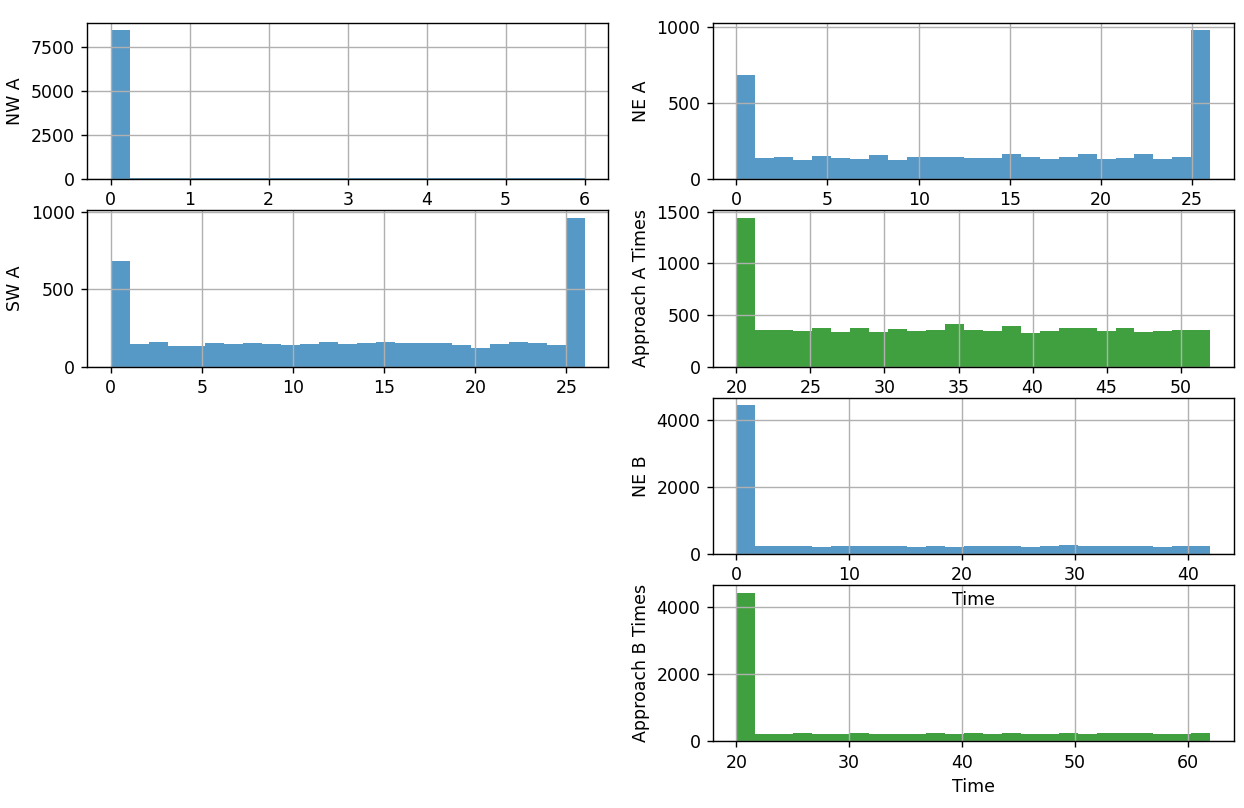 NW A
7500
5000
2500
0
0 1 2 3 4 5 6
NE A
1000
500
0
0 5 10 15 20 25
SW A
1000
500
0
0 5 10 15 20 25
Approach A Times
1500
1000
500
0
20 25 30 35 40 45 50
NE B
4000
2000
0
0 10 20 30 40
Time
Approach B Times
4000
2000
0
20 30 40 50 60
Time